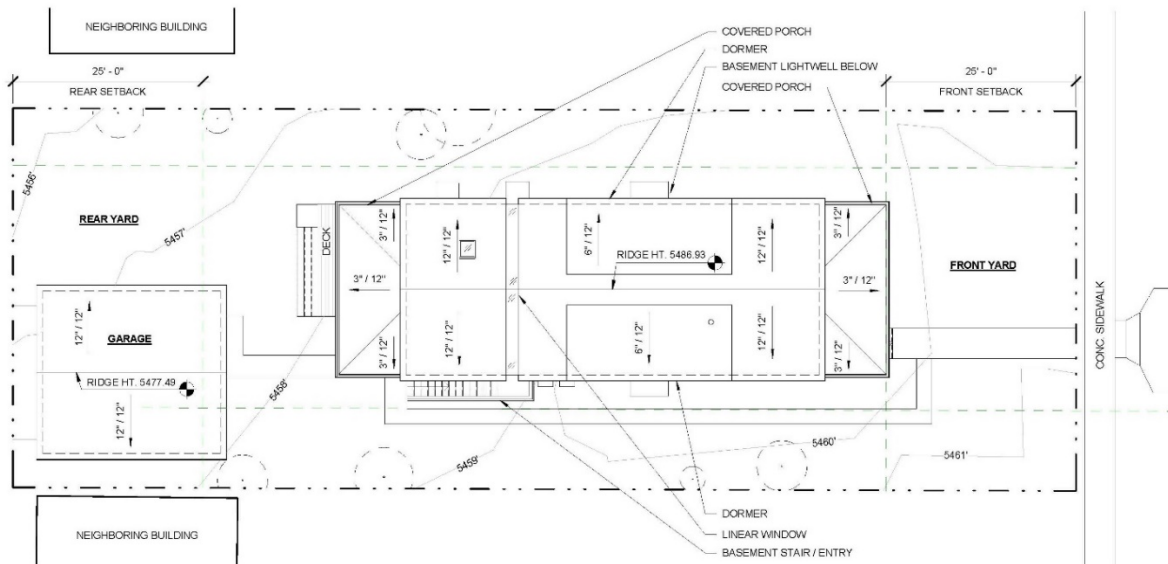 NEIGHBORING BUILDING
COVERED PORCH
DORMER
BASEMENT LIGHTWELL BELOW
COVERED PORCH
25' - 0"
REAR SETBACK
25' - 0"
FRONT SETBACK
5456'
REAR YARD
5457'
DECK
3" / 12"
3" / 12"
3" / 12"
12" / 12"
12" / 12"
6" / 12"
RIDGE HT. 5486.93
6" / 12"
12" / 12"
12" / 12"
3" / 12"
3" / 12"
3" / 12"
FRONT YARD
CONC. SIDEWALK
12" / 12"
GARAGE
RIDGE HT. 5477.49
12" / 12"
5458'
5459'
5460'
5461'
NEIGHBORING BUILDING
DORMER
LINEAR WINDOW
BASEMENT STAIR / ENTRY